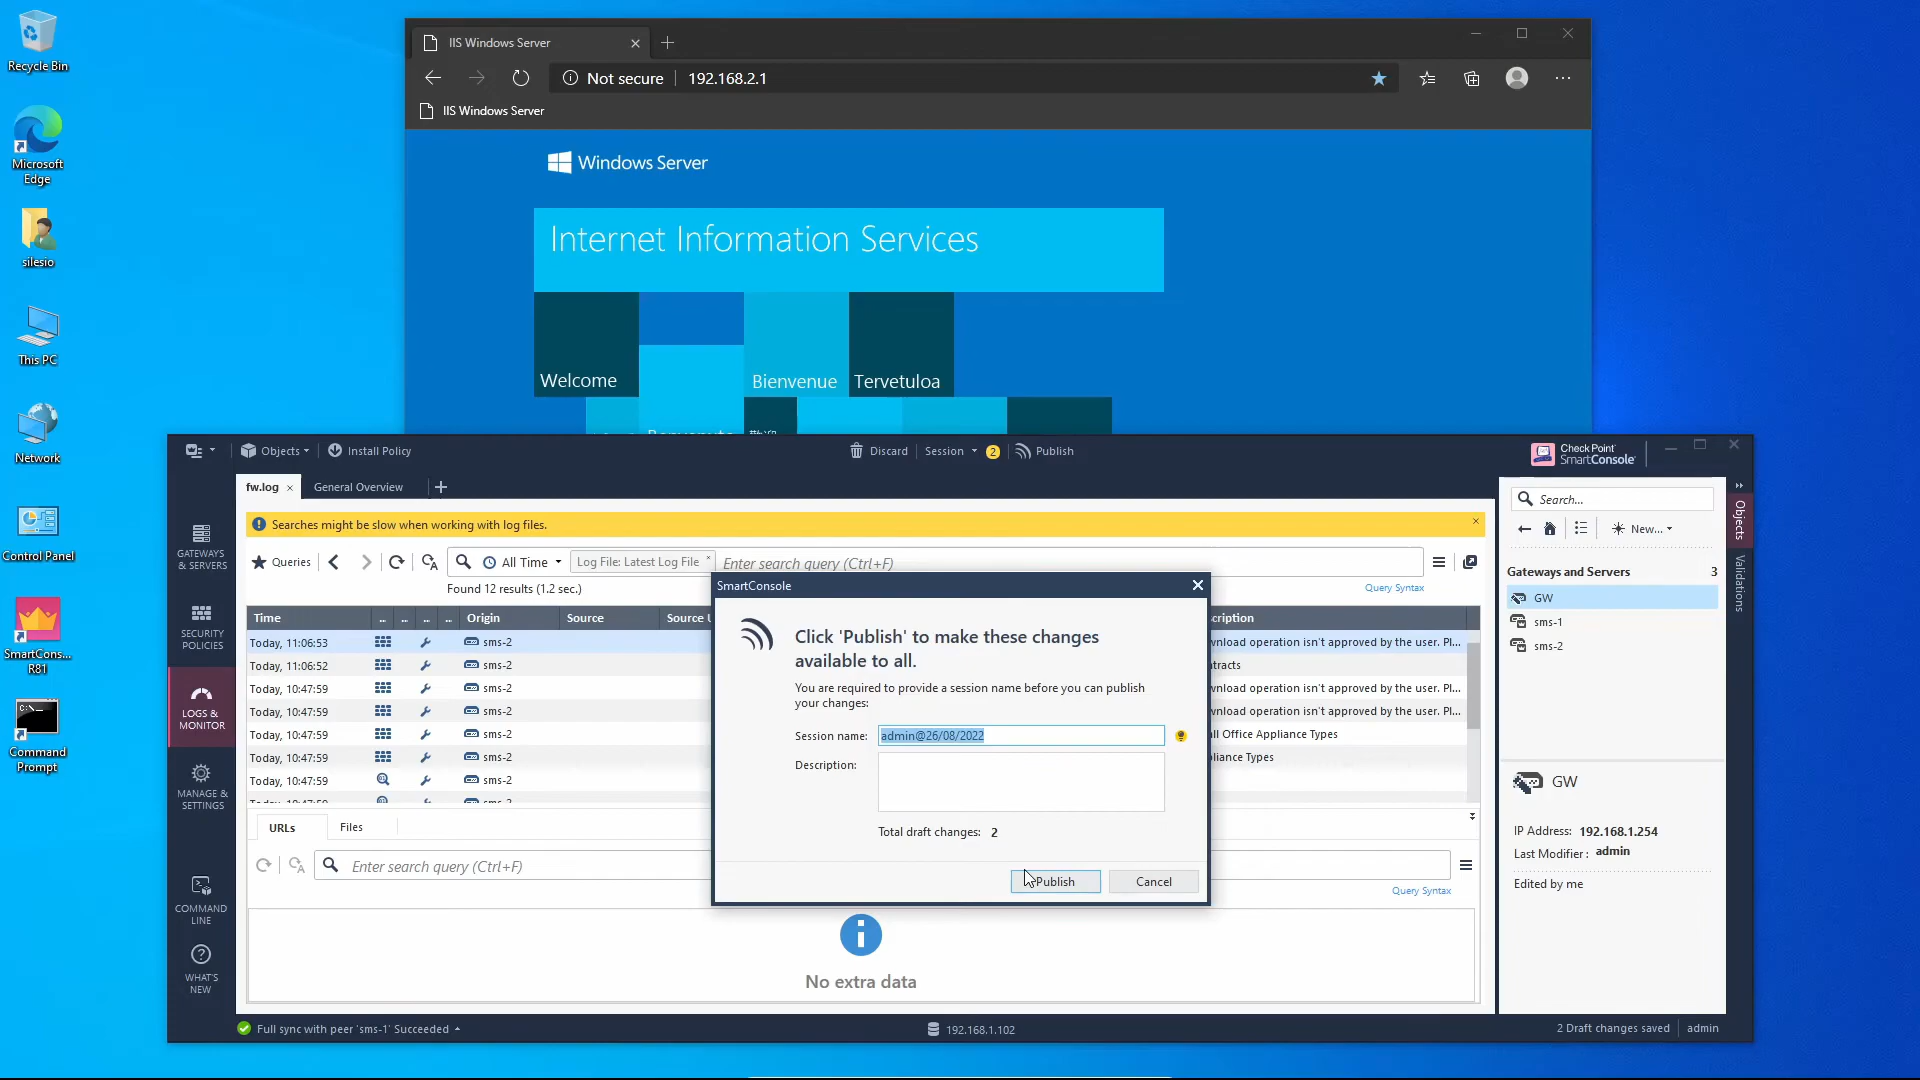 Recycle Bin
Microsoft
Edge
silesio
This PC
Network
Control Panel
SmartCons...
R81
Command
Prompt
IIS Windows Server
Not secure
192.168.2.1
IIS Windows Server
Windows Server
Internet Information Services
Welcome
Bienvenue
Tervetuloa
Objects
Install Policy
Discard
Session
2
Publish
Check Point
SmartConsole
fw.log
General Overview
GATEWAYS
& SERVERS
SECURITY
POLICIES
LOGS &
MONITOR
MANAGE &
SETTINGS
COMMAND
LINE
WHAT'S
NEW
Searches might be slow when working with log files.
Queries
All Time
Log File: Latest Log File
Enter search query (Ctrl+F)
Found 12 results (1.2 sec.)
Query Syntax
Time ... ... ... ... Origin Source Source U cription
Today, 11:06:53 sms-2 wnload operation isn't approved by the user. Pl...
Today, 11:06:52 sms-2 tracts
Today, 10:47:59 sms-2 wnload operation isn't approved by the user. Pl...
Today, 10:47:59 sms-2 wnload operation isn't approved by the user. Pl...
Today, 10:47:59 sms-2 ll Office Appliance Types
Today, 10:47:59 sms-2 liance Types
Today, 10:47:59 sms-2
Today, 10:47:59 sms-2
URLs
Files
Enter search query (Ctrl+F)
Query Syntax
No extra data
SmartConsole
Click 'Publish' to make these changes
available to all.
You are required to provide a session name before you can publish
your changes:
Session name: admin@26/08/2022
Description:
Total draft changes: 2
Publish
Cancel
Search...
New...
Gateways and Servers 3
GW
sms-1
sms-2
GW
IP Address: 192.168.1.254
Last Modifier: admin
Edited by me
Objects
Validations
Full sync with peer 'sms-1' Succeeded
192.168.1.102
2 Draft changes saved
admin